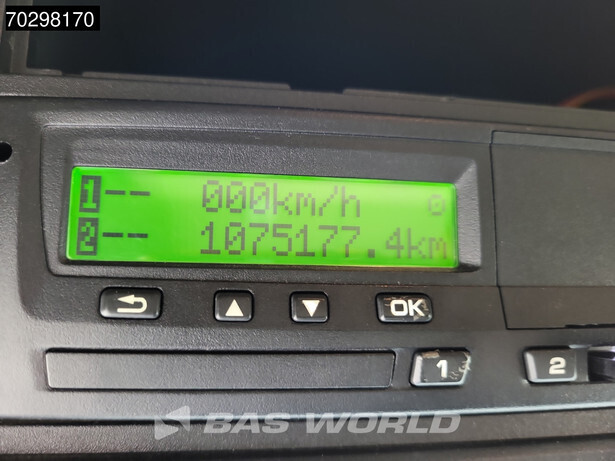 70298170
1-- 000km/h
2-- 1075177.4km
OK
1
2
BAS WORLD